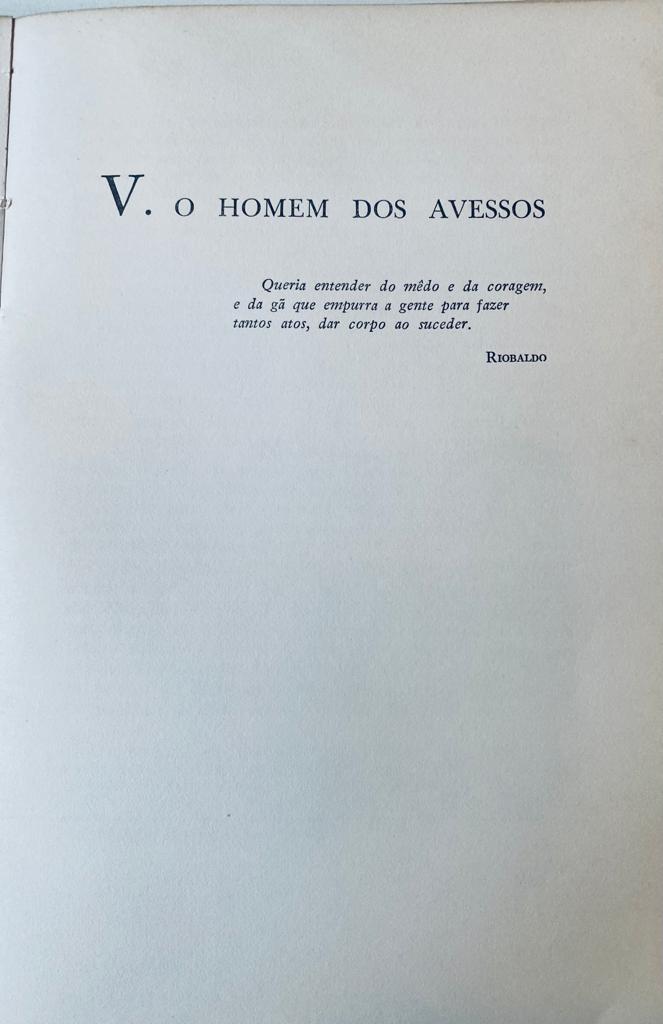 V. O HOMEM DOS AVESSOS
Queria entender do mêdo e da coragem,
e da gã que empurra a gente para fazer
tantos atos, dar corpo ao suceder.
RIOBALDO